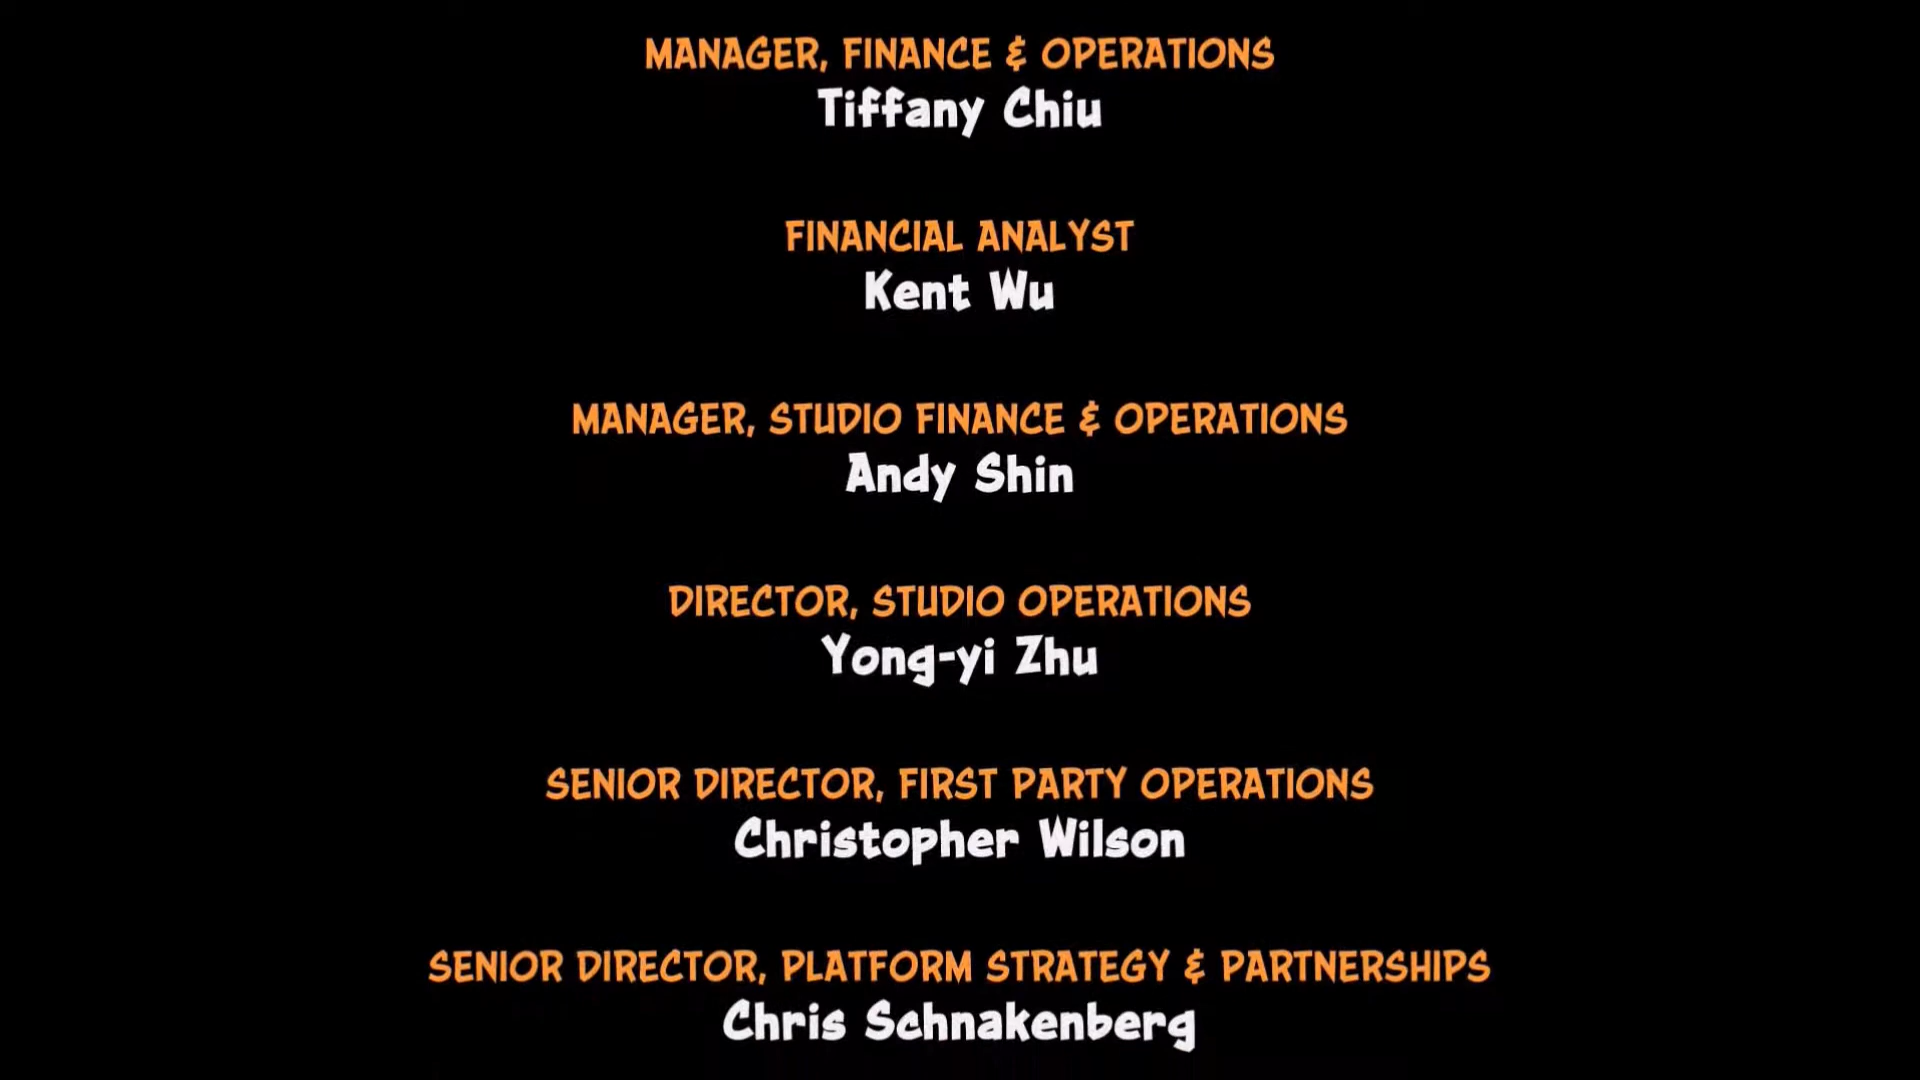 MANAGER, FINANCE & OPERATIONS
Tiffany Chiu
FINANCIAL ANALYST
Kent Wu
MANAGER, STUDIO FINANCE & OPERATIONS
Andy Shin
DIRECTOR, STUDIO OPERATIONS
Yong-yi Zhu
SENIOR DIRECTOR, FIRST PARTY OPERATIONS
Christopher Wilson
SENIOR DIRECTOR, PLATFORM STRATEGY & PARTNERSHIPS
Chris Schnakenberg